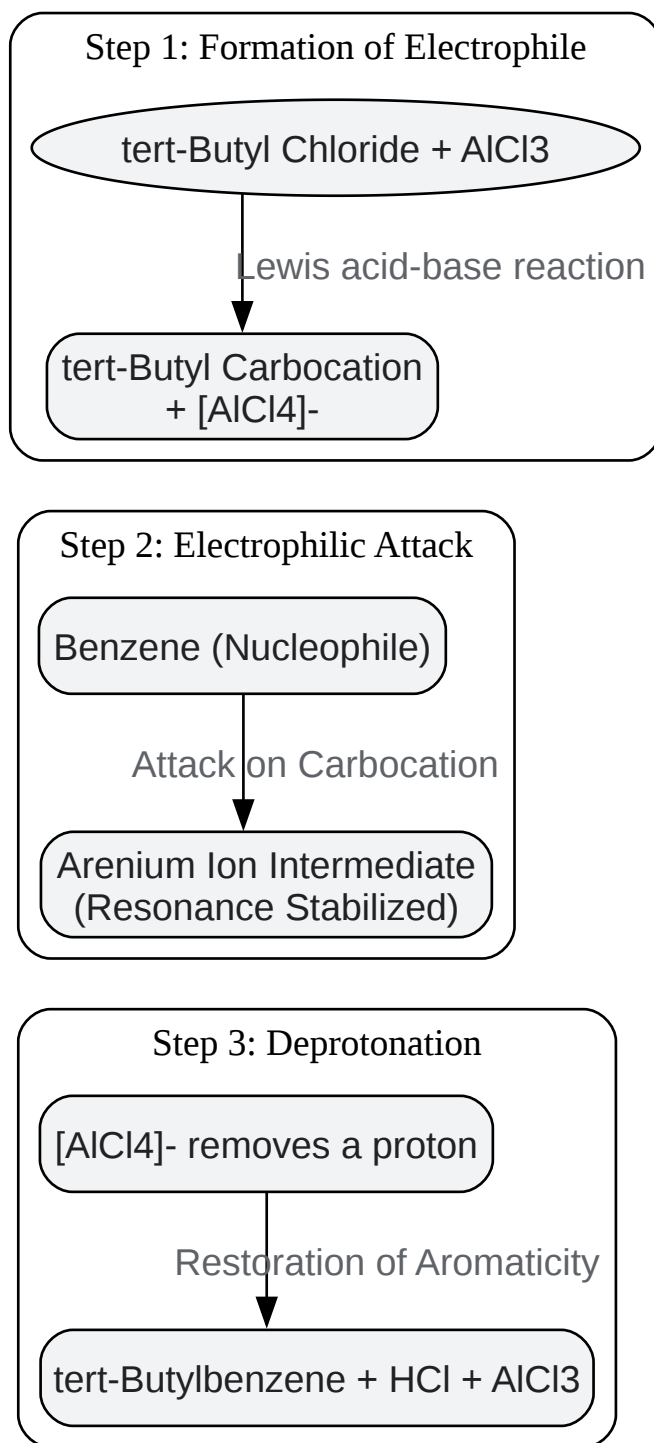 Step 1: Formation of Electrophile
tert-Butyl Chloride + AlCl3
Lewis acid-base reaction
tert-Butyl Carbocation
+ [AlCl4]-
Step 2: Electrophilic Attack
Benzene (Nucleophile)
Attack on Carbocation
Arenium Ion Intermediate
(Resonance Stabilized)
Step 3: Deprotonation
[AlCl4]- removes a proton
Restoration of Aromaticity
tert-Butylbenzene + HCl + AlCl3